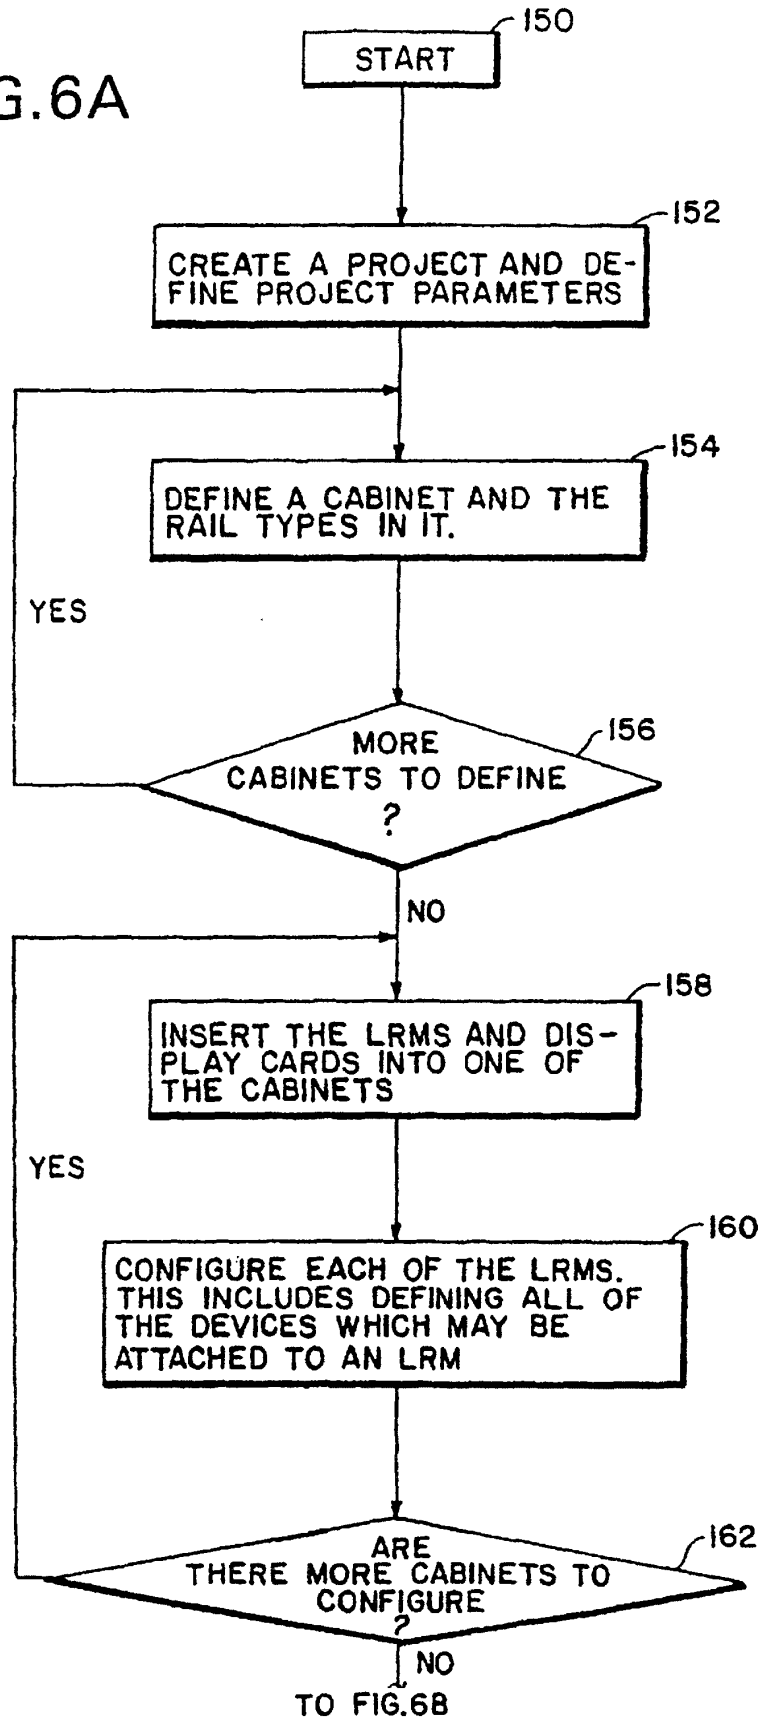 150
START
G.6A
152
CREATE A PROJECT AND DE-
FINE PROJECT PARAMETERS
154
DEFINE A CABINET AND THE
RAIL TYPES IN IT.
YES
156
MORE
CABINETS TO DEFINE
?
NO
158
INSERT THE LRMS AND DIS-
PLAY CARDS INTO ONE OF
THE CABINETS
YES
160
CONFIGURE EACH OF THE LRMS.
THIS INCLUDES DEFINING ALL OF
THE DEVICES WHICH MAY BE
ATTACHED TO AN LRM
162
ARE
THERE MORE CABINETS TO
CONFIGURE
?
NO
TO FIG.6B